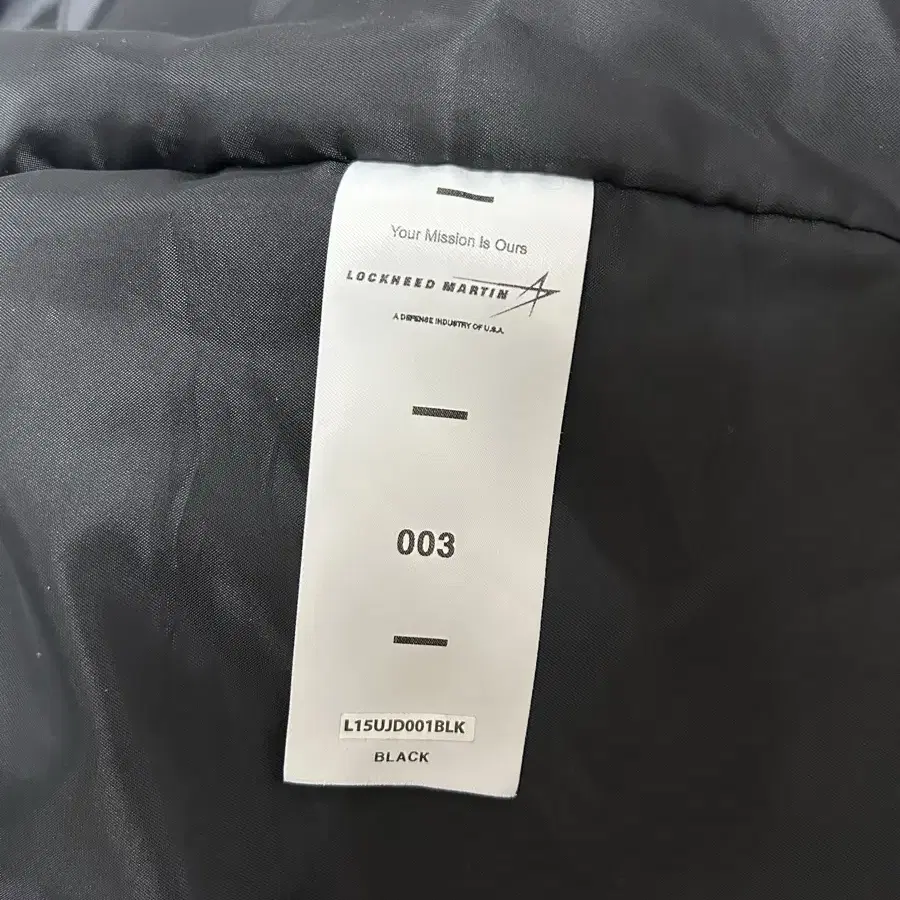 Your Mission Is Ours
LOCKHEED MARTIN
A DEFENSE INDUSTRY OF U.S.A.
003
L15UJD001BLK
BLACK